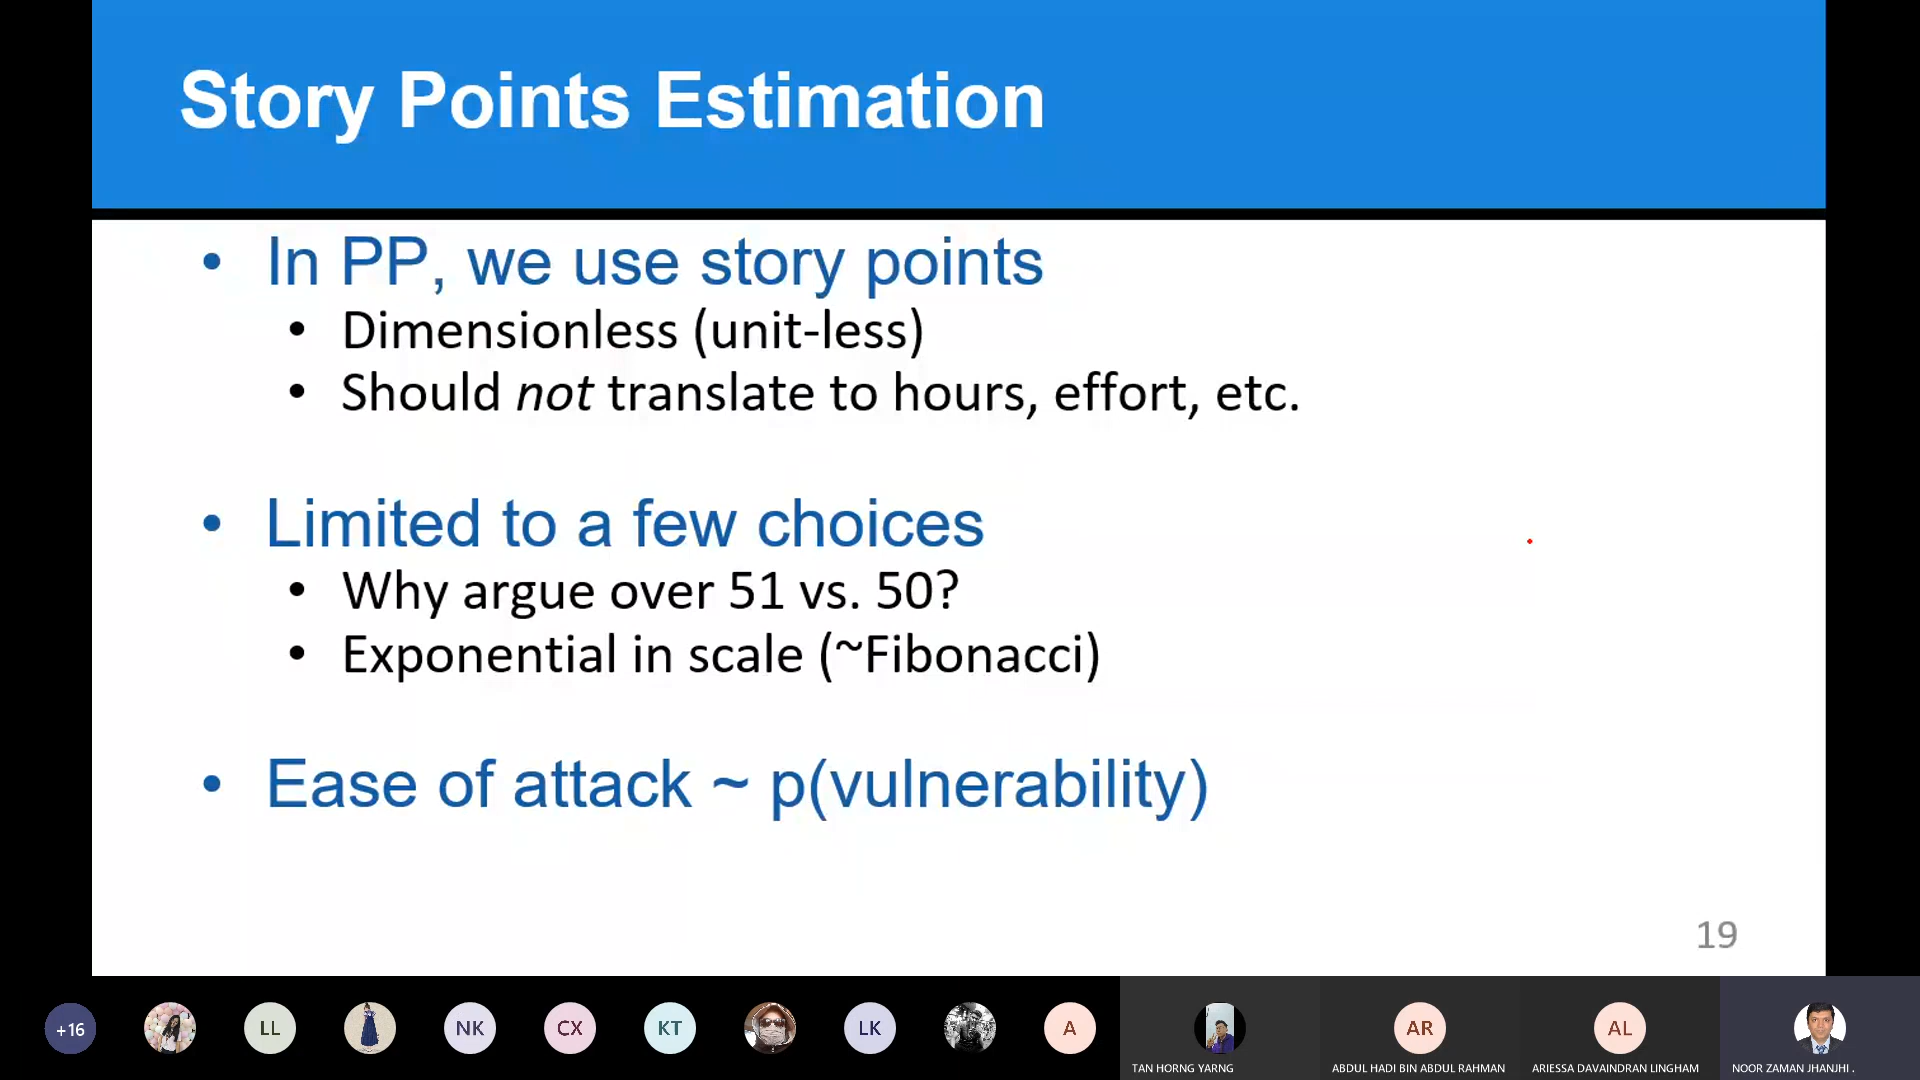 Story Points Estimation
• In PP, we use story points
• Dimensionless (unit-less)
• Should not translate to hours, effort, etc.
• Limited to a few choices
• Why argue over 51 vs. 50?
• Exponential in scale (~Fibonacci)
• Ease of attack ~ p(vulnerability)
19
+16
LL
NK
CX
KT
LK
A
AR
AL
TAN HORNG YARNG
ABDUL HADI BIN ABDUL RAHMAN
ARIESSA DAVAINDRAN LINGHAM
NOOR ZAMAN JHANJHI .